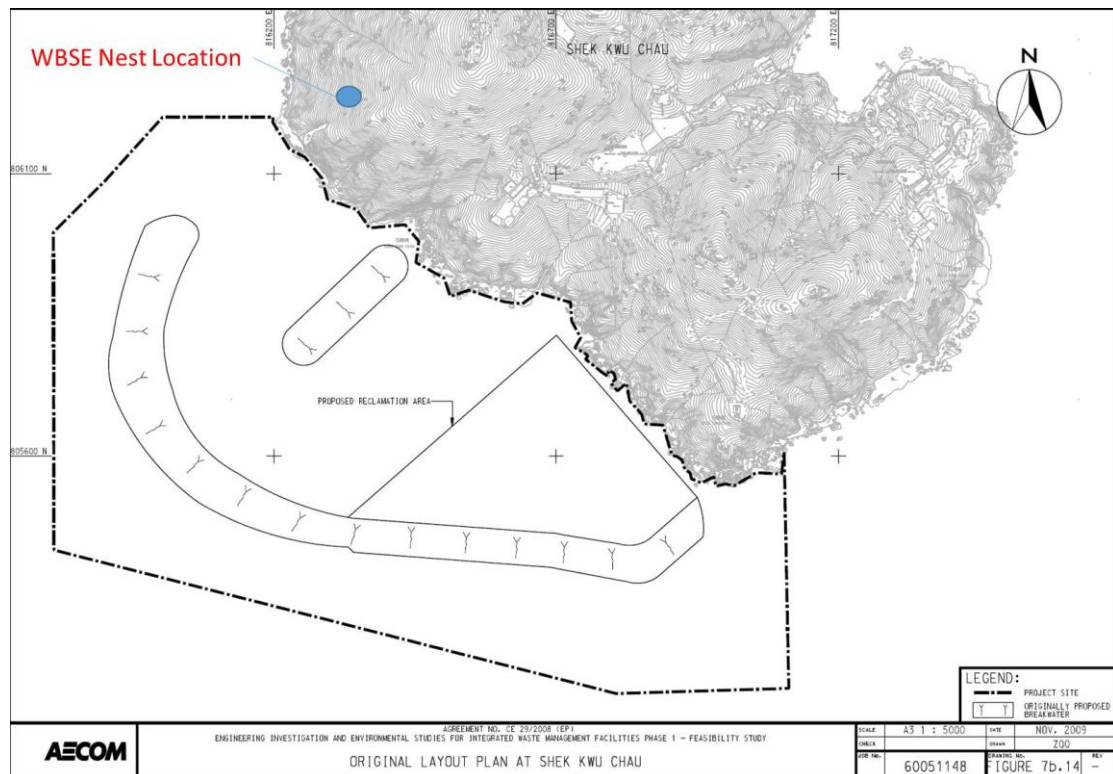 816200 E
816700 E
817200 E
SHEK KWU CHAU
WBSE Nest Location
N
806100 N
PROPOSED RECLAMATION AREA
805600 N
LEGEND:
PROJECT SITE
ORIGINALLY PROPOSED
BREAKWATER
AECOM
AGREEMENT NO. CE 29/2008 (EP)
ENGINEERING INVESTIGATION AND ENVIRONMENTAL STUDIES FOR INTEGRATED WASTE MANAGEMENT FACILITIES PHASE 1 - FEASIBILITY STUDY
ORIGINAL LAYOUT PLAN AT SHEK KWU CHAU
SCALE A3 1 : 5000 DATE NOV. 2009
CHECK DRAWN ZQQ
JOB No. 60051148 DRAWING No. FIGURE 7b.14 REV -